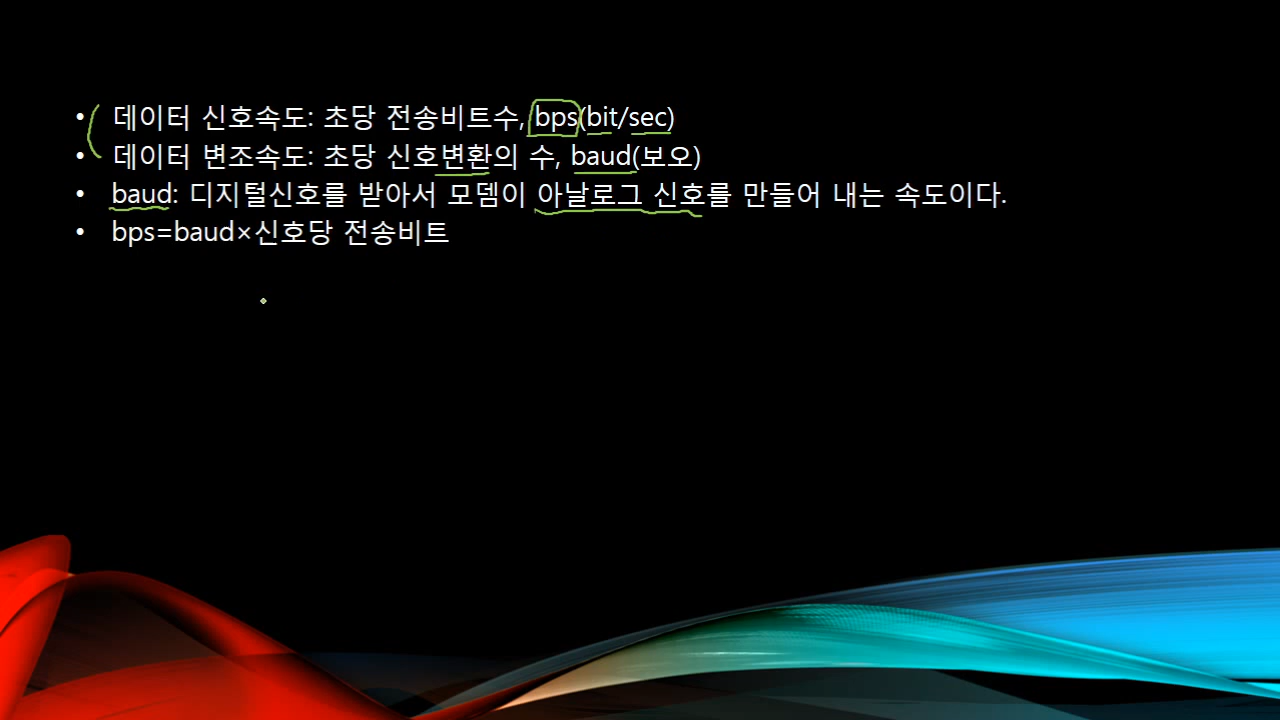 • 데이터 신호속도: 초당 전송비트수, bps(bit/sec)
• 데이터 변조속도: 초당 신호변환의 수, baud(보오)
• baud: 디지털신호를 받아서 모뎀이 아날로그 신호를 만들어 내는 속도이다.
• bps=baud×신호당 전송비트